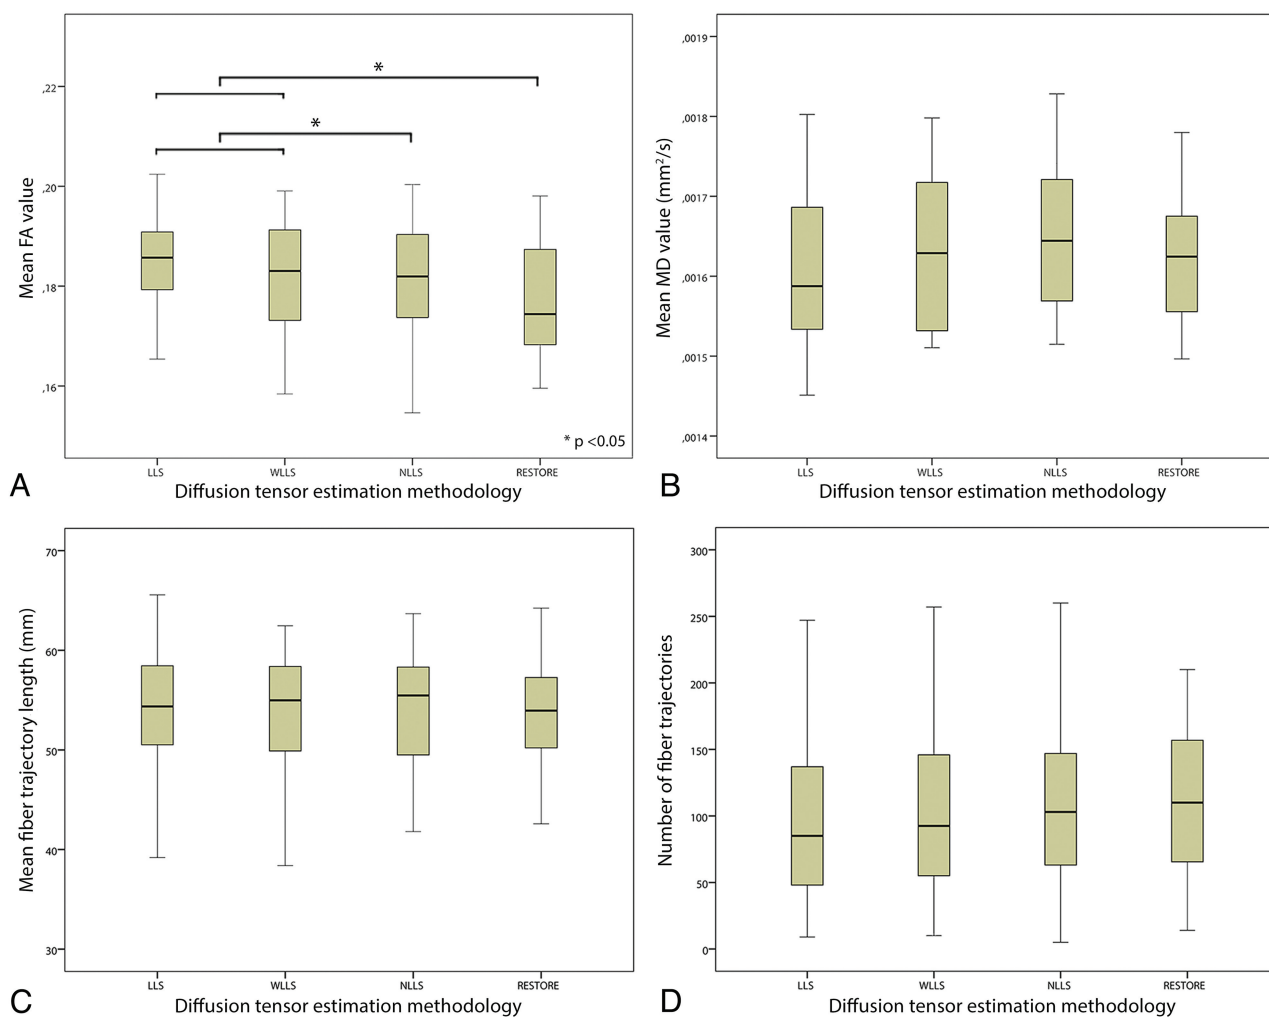 Mean FA value
,22
,20
,18
,16
*
*
* p <0.05
LLS WLLS NLLS RESTORE
Diffusion tensor estimation methodology
A
Mean MD value (mm²/s)
,0019
,0018
,0017
,0016
,0015
,0014
LLS WLLS NLLS RESTORE
Diffusion tensor estimation methodology
B
Mean fiber trajectory length (mm)
70
60
50
40
30
LLS WLLS NLLS RESTORE
Diffusion tensor estimation methodology
C
Number of fiber trajectories
300
250
200
150
100
50
0
LLS WLLS NLLS RESTORE
Diffusion tensor estimation methodology
D